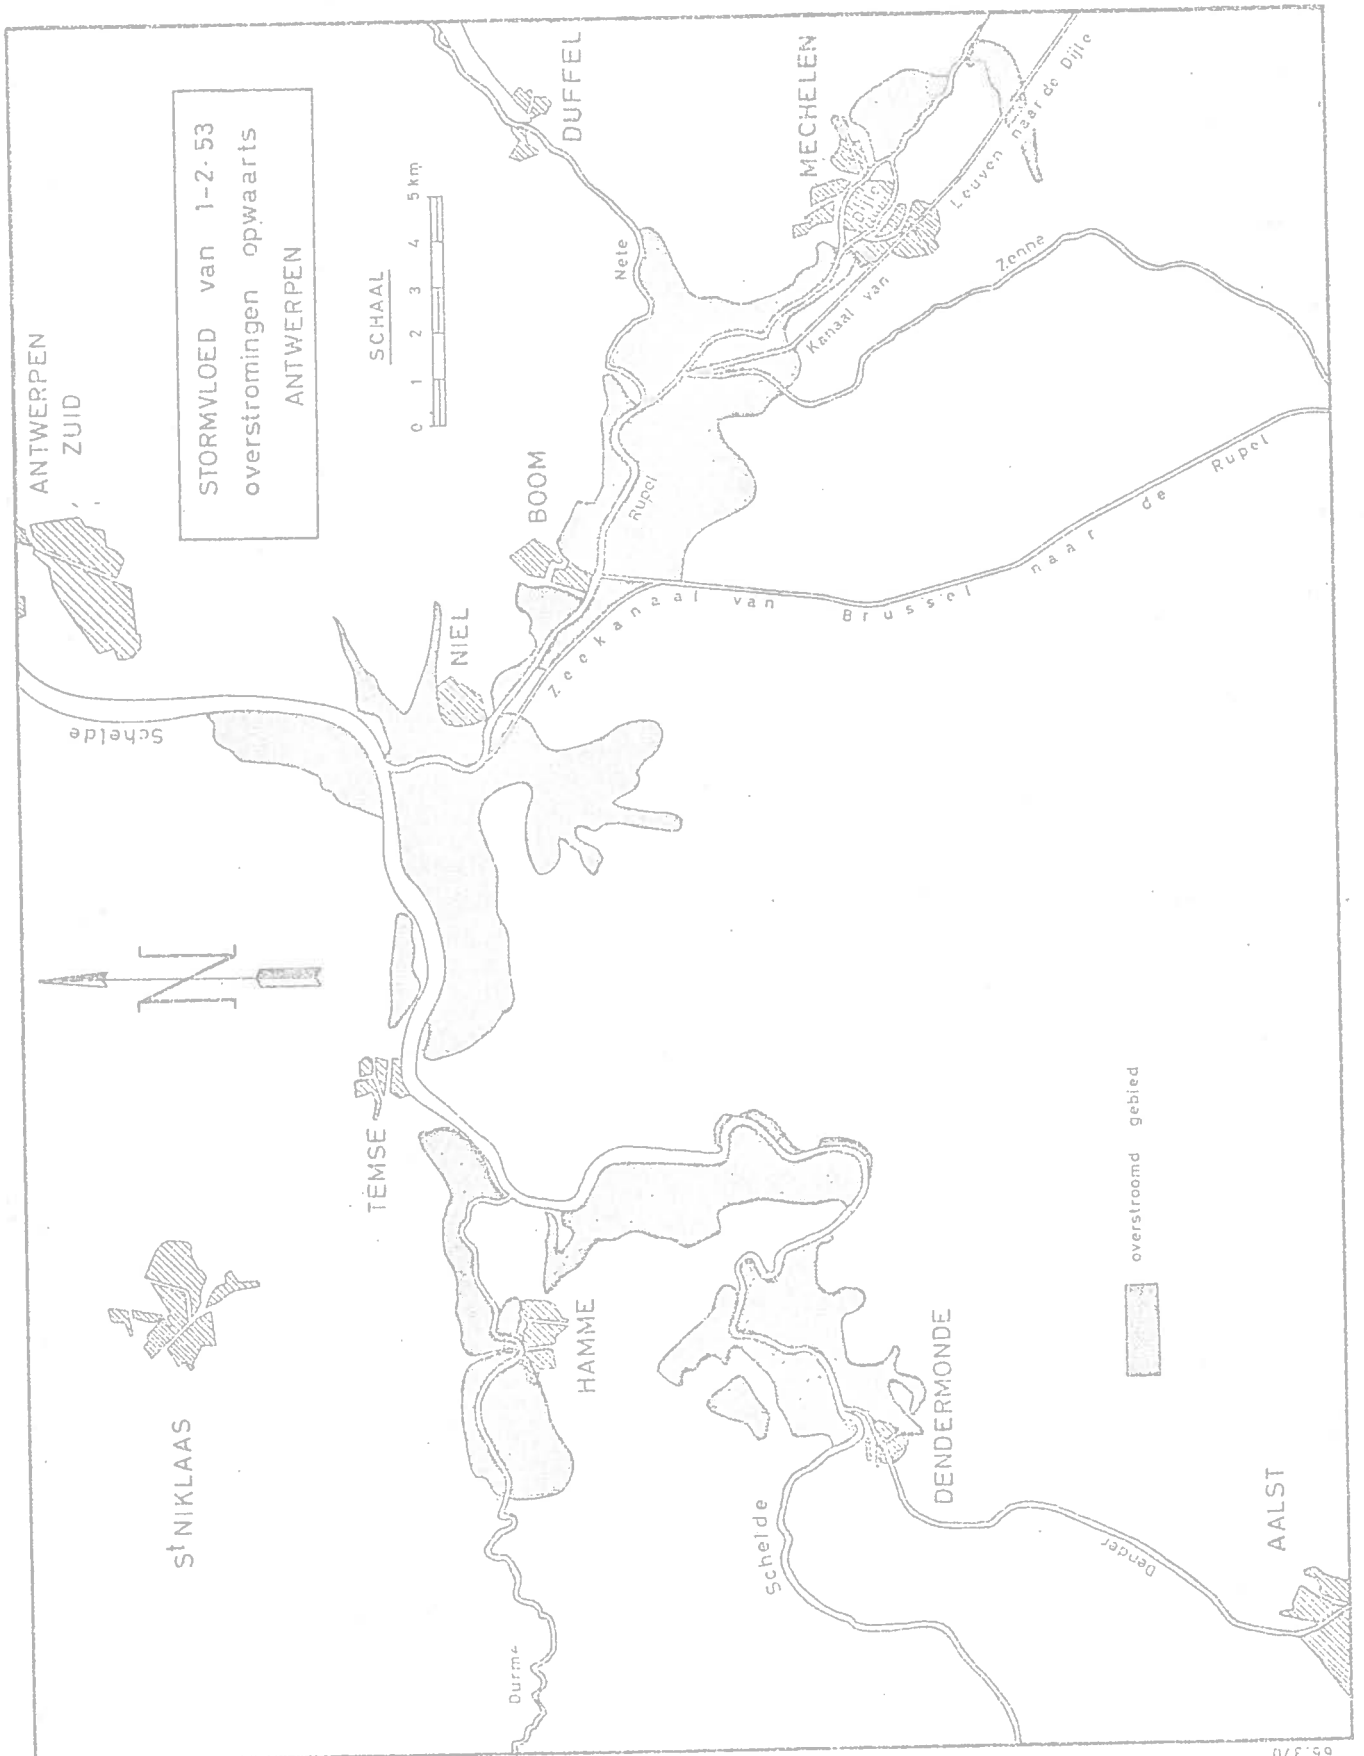 STORMVLOED van 1-2-53
overstromingen opwaarts
ANTWERPEN
SCHAAL
0 1 2 3 4 5 km
N
ANTWERPEN
ZUID
Schelde
St NIKLAAS
TEMSE
NIEL
BOOM
DUFFEL
MECHELEN
HAMME
DENDERMONDE
AALST
Nete
Rupel
Dijle
Zenne
Kanaal van Leuven naar de Dijle
Zeekanaal van Brussel naar de Rupel
Schelde
Dender
overstroomd gebied